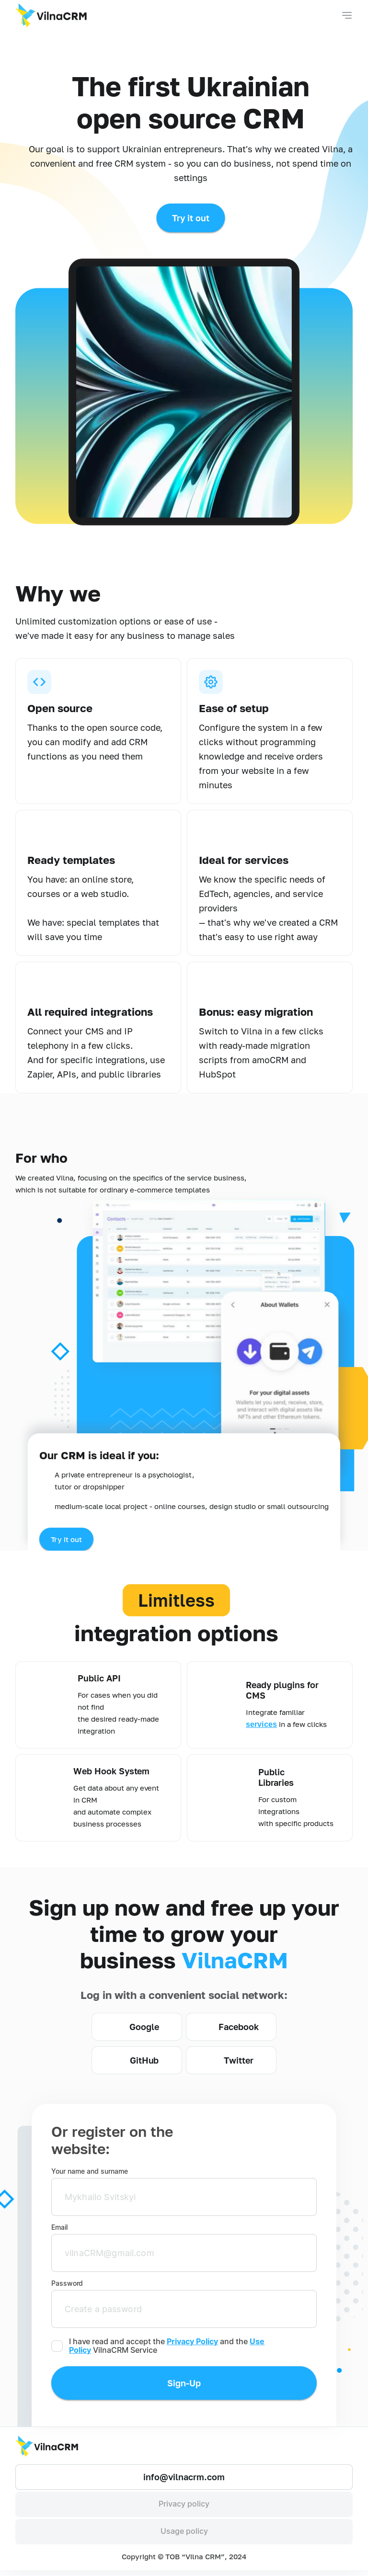 VilnaCRM
The first Ukrainian
open source CRM
Our goal is to support Ukrainian entrepreneurs. That's why we created Vilna, a
convenient and free CRM system - so you can do business, not spend time on
settings
Try it out
Why we
Unlimited customization options or ease of use -
we've made it easy for any business to manage sales
Open source
Thanks to the open source code,
you can modify and add CRM
functions as you need them
Ease of setup
Configure the system in a few
clicks without programming
knowledge and receive orders
from your website in a few
minutes
Ready templates
You have: an online store,
courses or a web studio.
We have: special templates that
will save you time
Ideal for services
We know the specific needs of
EdTech, agencies, and service
providers
— that's why we've created a CRM
that's easy to use right away
All required integrations
Connect your CMS and IP
telephony in a few clicks.
And for specific integrations, use
Zapier, APIs, and public libraries
Bonus: easy migration
Switch to Vilna in a few clicks
with ready-made migration
scripts from amoCRM and
HubSpot
For who
We created Vilna, focusing on the specifics of the service business,
which is not suitable for ordinary e-commerce templates
Contacts
About Wallets
For your digital assets
Wallets let you send, receive,
store, and interact with digital assets like
NFTs and other Ethereum tokens.
Our CRM is ideal if you:
A private entrepreneur is a psychologist,
tutor or dropshipper
medium-scale local project - online courses, design studio or small outsourcing
Try it out
Limitless
integration options
Public API
For cases when you did
not find
the desired ready-made
integration
Ready plugins for
CMS
Integrate familiar
services in a few clicks
Web Hook System
Get data about any event
in CRM
and automate complex
business processes
Public
Libraries
For custom
integrations
with specific products
Sign up now and free up your
time to grow your
business VilnaCRM
Log in with a convenient social network:
Google
Facebook
GitHub
Twitter
Or register on the
website:
Your name and surname
Mykhailo Svitskyi
Email
vilnaCRM@gmail.com
Password
Create a password
I have read and accept the Privacy Policy and the Use
Policy VilnaCRM Service
Sign-Up
VilnaCRM
info@vilnacrm.com
Privacy policy
Usage policy
Copyright © ТОВ “Vilna CRM”, 2024